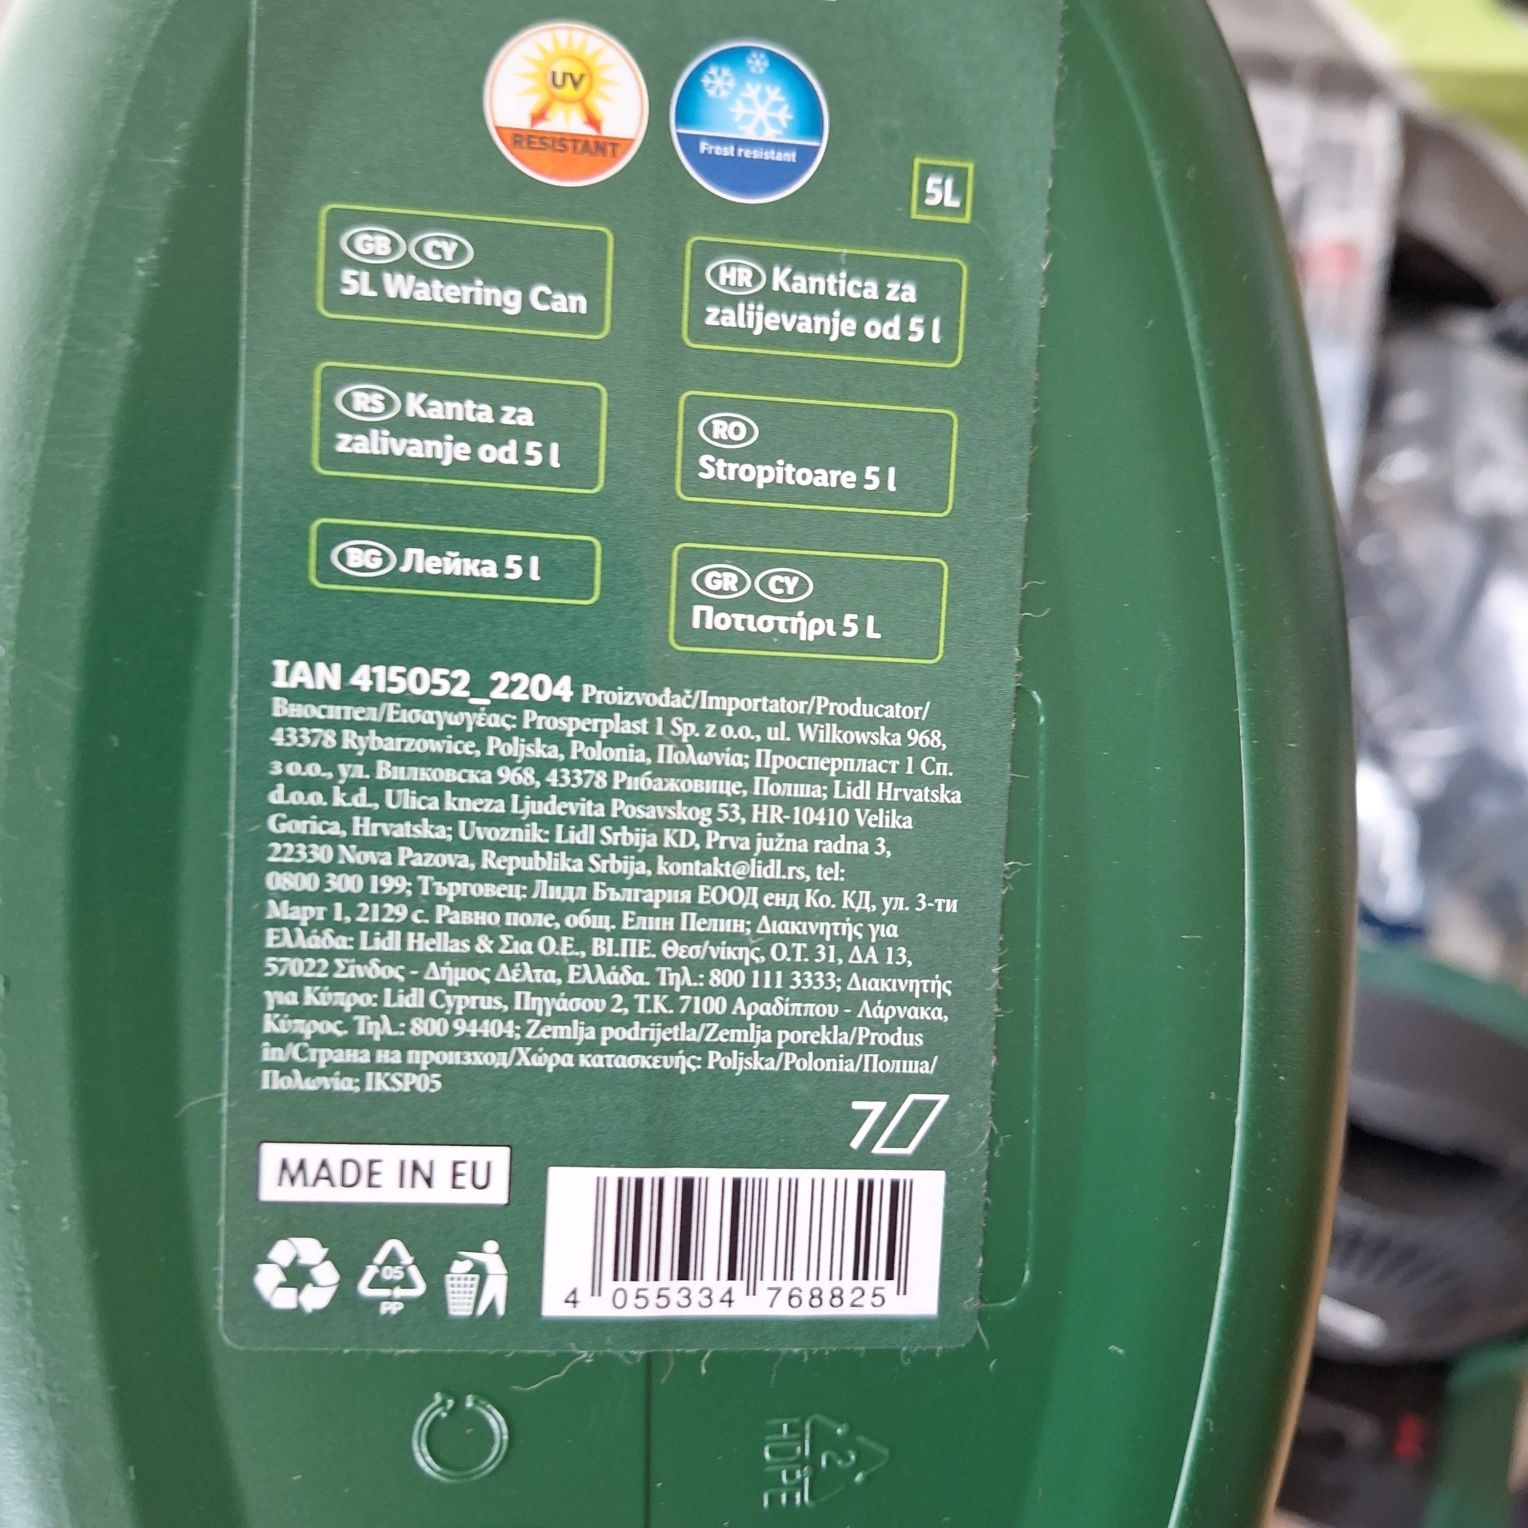 UV
RESISTANT
Frost resistant
5L
GB CY
5L Watering Can
HR Kantica za
zalijevanje od 5 l
RS Kanta za
zalivanje od 5 l
RO
Stropitoare 5 l
BG Лейка 5 l
GR CY
Ποτιστήρι 5 L
IAN 415052_2204 Proizvođač/Importator/Producator/
Вносител/Εισαγωγέας: Prosperplast 1 Sp. z o.o., ul. Wilkowska 968,
43378 Rybarzowice, Poljska, Polonia, Πολωνία; Просперпласт 1 Сп.
з о.о., ул. Вилковска 968, 43378 Рибажовице, Полша; Lidl Hrvatska
d.o.o. k.d., Ulica kneza Ljudevita Posavskog 53, HR-10410 Velika
Gorica, Hrvatska; Uvoznik: Lidl Srbija KD, Prva južna radna 3,
22330 Nova Pazova, Republika Srbija, kontakt@lidl.rs, tel:
0800 300 199; Търговец: Лидл България ЕООД енд Ко. КД, ул. 3-ти
Март 1, 2129 с. Равно поле, общ. Елин Пелин; Διακινητής για
Ελλάδα: Lidl Hellas & Σια Ο.Ε., ΒΙ.ΠΕ. Θεσ/νίκης, Ο.Τ. 31, ΔΑ 13,
57022 Σίνδος - Δήμος Δέλτα, Ελλάδα. Τηλ.: 800 111 3333; Διακινητής
για Κύπρο: Lidl Cyprus, Πηγάσου 2, Τ.Κ. 7100 Αραδίππου - Λάρνακα,
Κύπρος. Τηλ.: 800 94404; Zemlja podrijetla/Zemlja porekla/Produs
în/Страна на произход/Χώρα κατασκευής: Poljska/Polonia/Полша/
Πολωνία; IKSP05
7
MADE IN EU
05
PP
4 055334 768825
2
HDPE